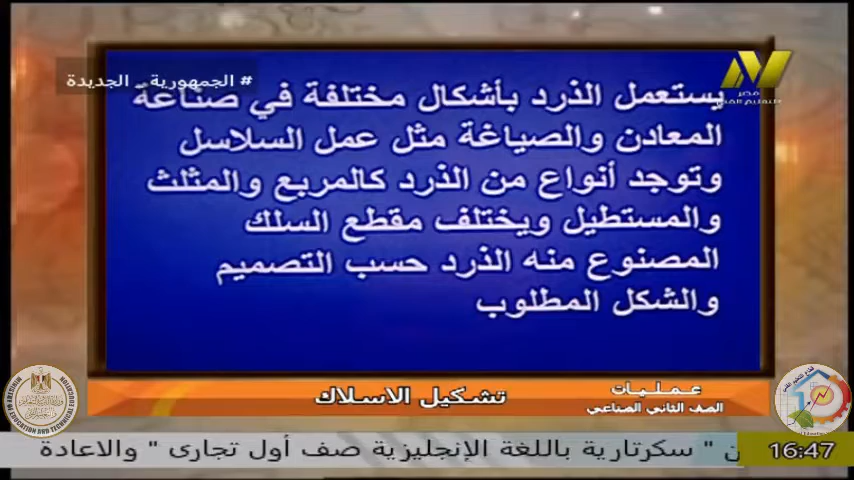 # الجمهورية_الجديدة
مصر
يستعمل الذرد بأشكال مختلفة في صناعة
المعادن والصياغة مثل عمل السلاسل
وتوجد أنواع من الذرد كالمربع والمثلث
والمستطيل ويختلف مقطع السلك
المصنوع منه الذرد حسب التصميم
والشكل المطلوب
عمليات
الصف الثاني الصناعي
تشكيل الاسلاك
" سكرتارية باللغة الإنجليزية صف أول تجارى " والاعادة
16:47